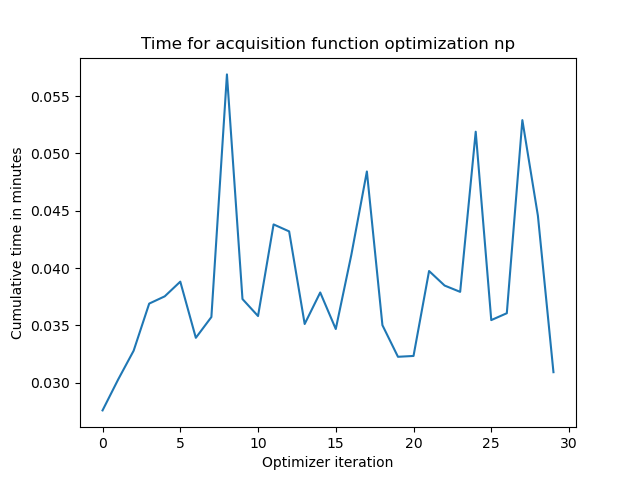 Time for acquisition function optimization np
0.055
0.050
0.045
0.040
0.035
0.030
Cumulative time in minutes
0 5 10 15 20 25 30
Optimizer iteration